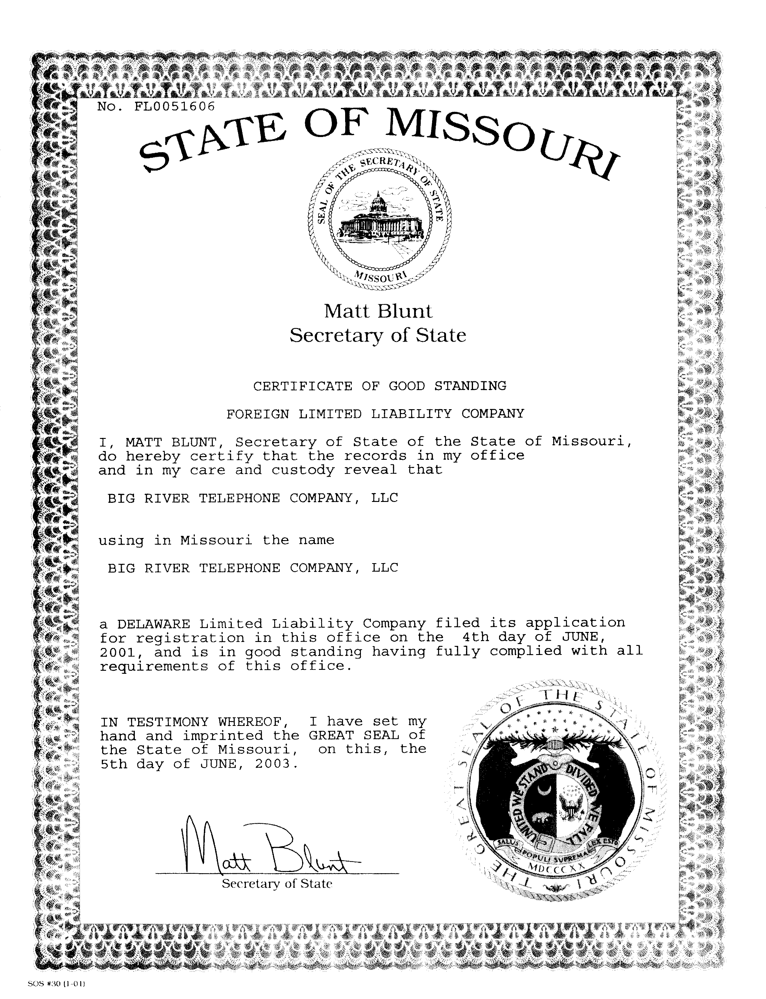 No. FL0051606
STATE OF MISSOURI
SEAL OF THE SECRETARY OF STATE
MISSOURI
Matt Blunt
Secretary of State
CERTIFICATE OF GOOD STANDING
FOREIGN LIMITED LIABILITY COMPANY
I, MATT BLUNT, Secretary of State of the State of Missouri,
do hereby certify that the records in my office
and in my care and custody reveal that
BIG RIVER TELEPHONE COMPANY, LLC
using in Missouri the name
BIG RIVER TELEPHONE COMPANY, LLC
a DELAWARE Limited Liability Company filed its application
for registration in this office on the 4th day of JUNE,
2001, and is in good standing having fully complied with all
requirements of this office.
IN TESTIMONY WHEREOF, I have set my
hand and imprinted the GREAT SEAL of
the State of Missouri, on this, the
5th day of JUNE, 2003.
THE GREAT SEAL OF THE STATE OF MISSOURI
UNITED WE STAND DIVIDED WE FALL
SALUS POPULI SUPREMA LEX ESTO
MDCCCXX
Matt Blunt
Secretary of State
SOS #30 (1-01)